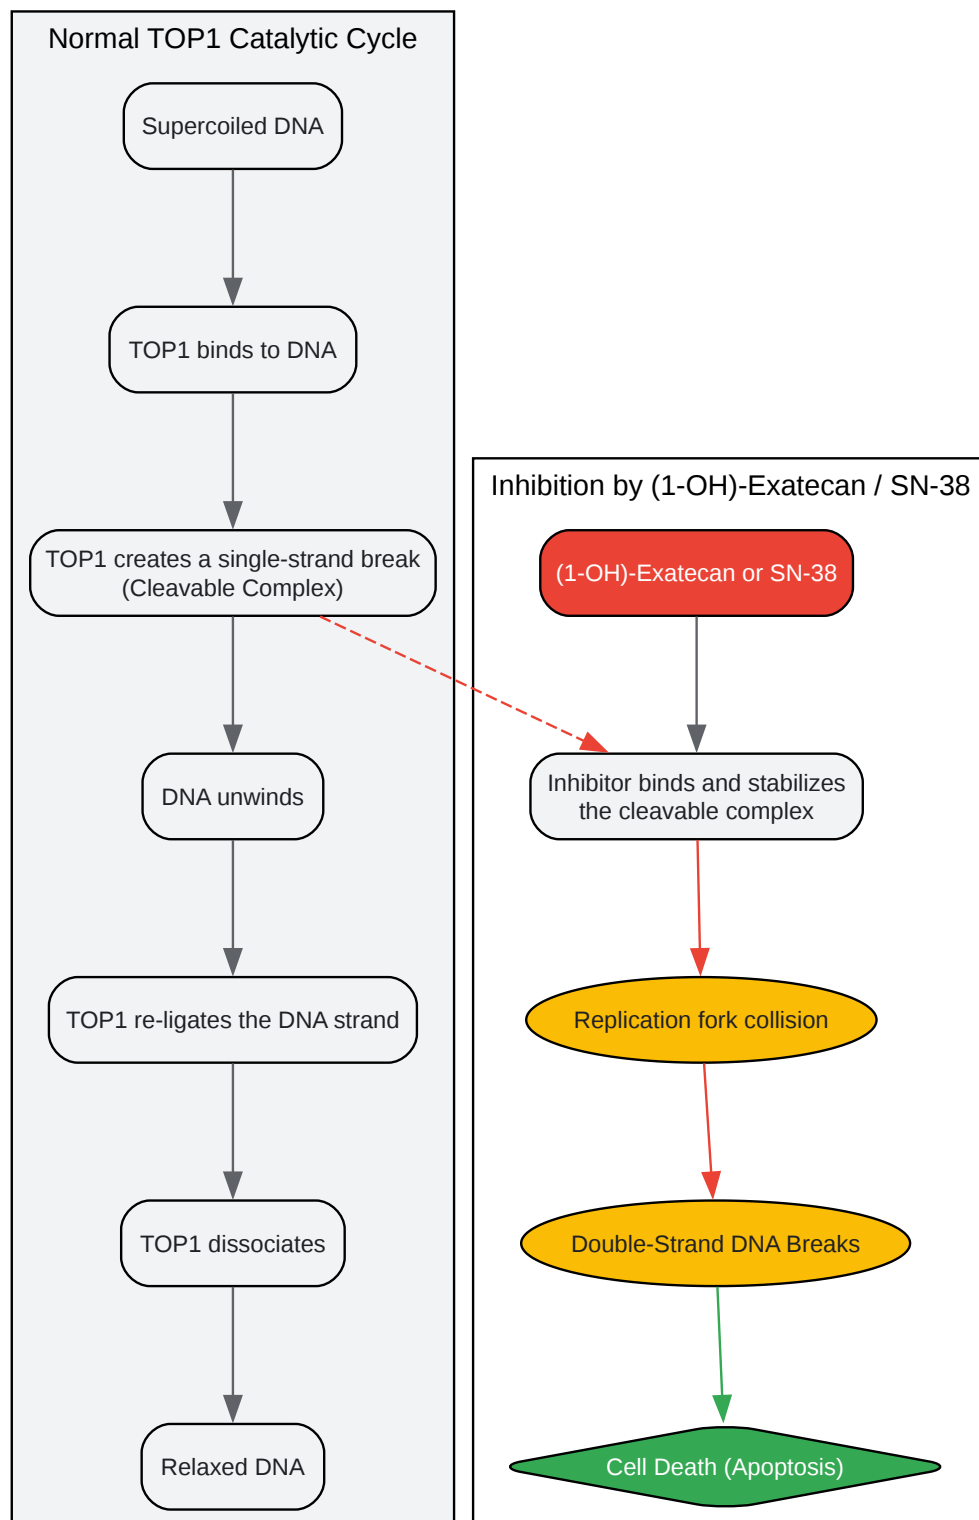 Normal TOP1 Catalytic Cycle
Supercoiled DNA
TOP1 binds to DNA
TOP1 creates a single-strand break
(Cleavable Complex)
DNA unwinds
TOP1 re-ligates the DNA strand
TOP1 dissociates
Relaxed DNA
Inhibition by (1-OH)-Exatecan / SN-38
(1-OH)-Exatecan or SN-38
Inhibitor binds and stabilizes
the cleavable complex
Replication fork collision
Double-Strand DNA Breaks
Cell Death (Apoptosis)